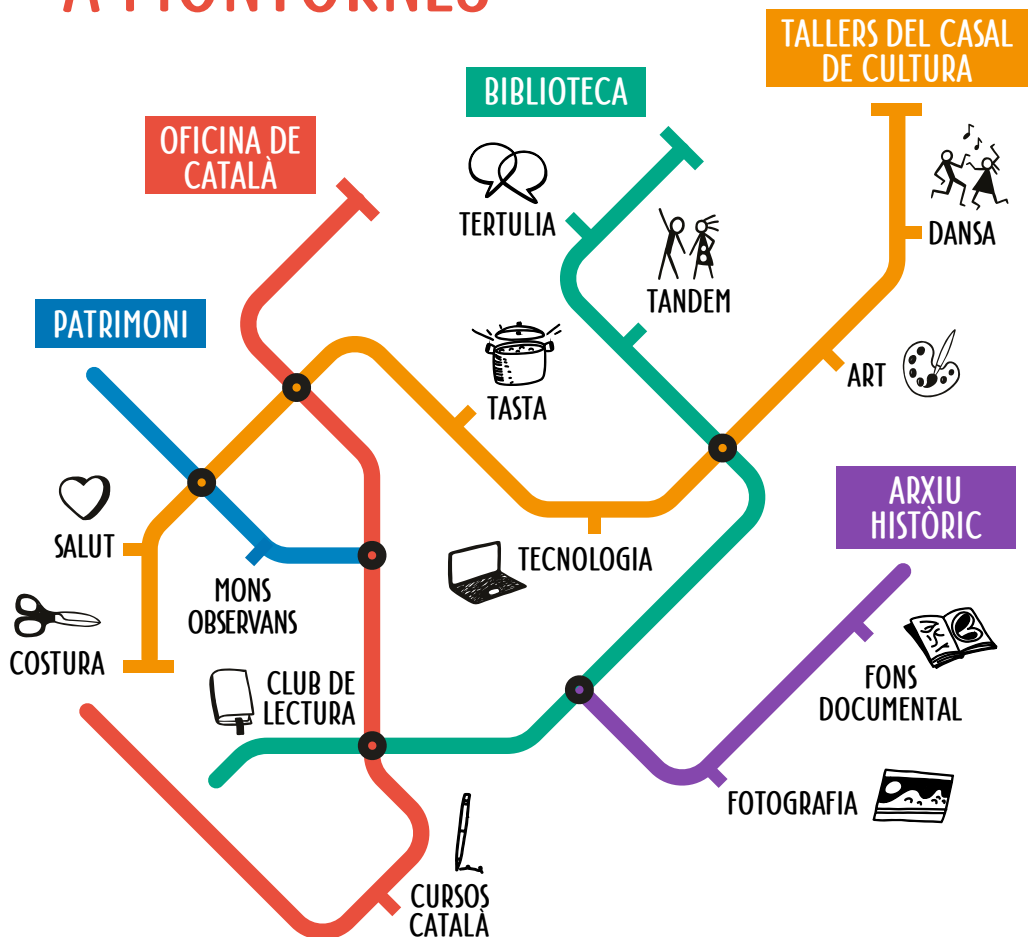 A MONTORNÈS
TALLERS DEL CASAL
DE CULTURA
BIBLIOTECA
OFICINA DE
CATALÀ
TERTULIA
DANSA
TANDEM
PATRIMONI
TASTA
ART
ARXIU
HISTÒRIC
SALUT
TECNOLOGIA
MONS
OBSERVANS
COSTURA
CLUB DE
LECTURA
FONS
DOCUMENTAL
FOTOGRAFIA
CURSOS
CATALÀ